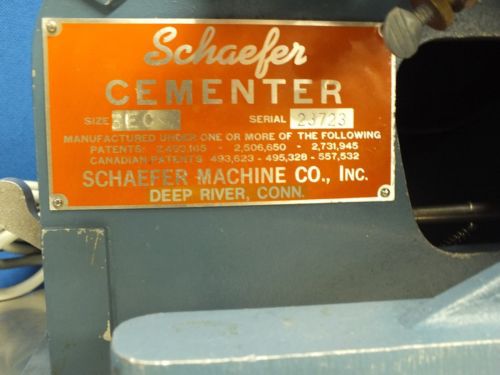 Schaefer
CEMENTER
SIZE SERIAL 23723
MANUFACTURED UNDER ONE OR MORE OF THE FOLLOWING
PATENTS- 2,493,165 - 2,506,650 - 2,731,945
CANADIAN PATENTS 493,623 - 495,328 - 557,532
SCHAEFER MACHINE CO., INC.
DEEP RIVER, CONN.